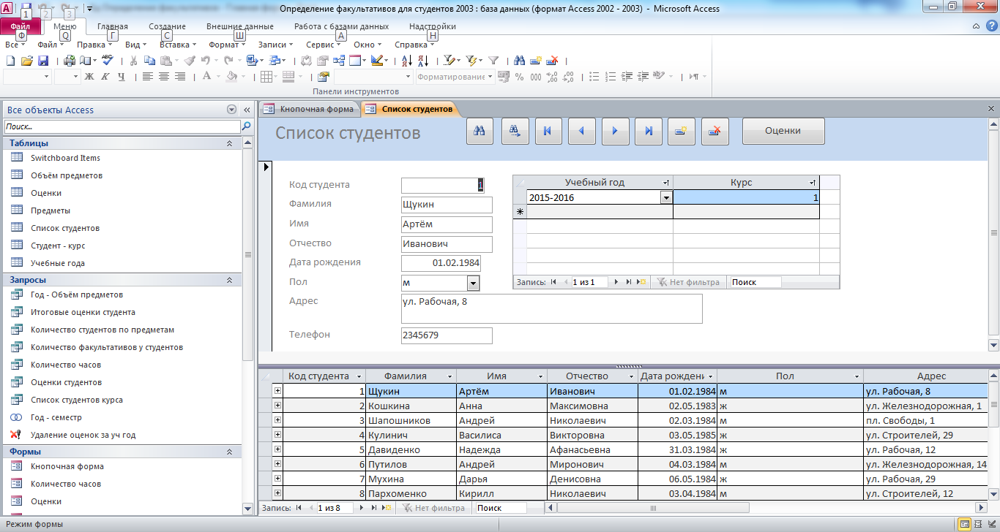 Определение факультативов для студентов 2003 : база данных (формат Access 2002 - 2003) - Microsoft Access
1 2 3
Файл Меню Главная Создание Внешние данные Работа с базами данных Надстройки
Ф Q Г С Ш А Н
Все Файл Правка Вид Вставка Формат Записи Сервис Окно Справка
Ж К Ч Форматирование % 000
Панели инструментов
Все объекты Access
Поиск...
Таблицы
Switchboard Items
Объём предметов
Оценки
Предметы
Список студентов
Студент - курс
Учебные года
Запросы
Год - Объём предметов
Итоговые оценки студента
Количество студентов по предметам
Количество факультативов у студентов
Количество часов
Оценки студентов
Список студентов курса
Год - семестр
Удаление оценок за уч год
Формы
Кнопочная форма
Количество часов
Оценки
Кнопочная форма Список студентов
Список студентов Оценки
Код студента 1
Фамилия Щукин
Имя Артём
Отчество Иванович
Дата рождения 01.02.1984
Пол м
Адрес ул. Рабочая, 8
Телефон 2345679
Учебный год Курс
2015-2016 1
Запись: 1 из 1 Нет фильтра Поиск
Код студента Фамилия Имя Отчество Дата рождени Пол Адрес
1 Щукин Артём Иванович 01.02.1984 м ул. Рабочая, 8
2 Кошкина Анна Максимовна 02.05.1983 ж ул. Железнодорожная, 1
3 Шапошников Андрей Николаевич 02.03.1984 м пл. Свободы, 1
4 Кулинич Василиса Викторовна 03.05.1985 ж ул. Строителей, 29
5 Давиденко Надежда Афанасьевна 31.03.1984 ж ул. Рабочая, 12
6 Путилов Андрей Миронович 04.03.1984 м ул. Железнодорожная, 14
7 Мухина Дарья Денисовна 06.05.1984 ж ул. Рабочая, 29
8 Пархоменко Кирилл Николаевич 03.04.1984 м ул. Строителей, 12
Запись: 1 из 8 Нет фильтра Поиск
Режим формы